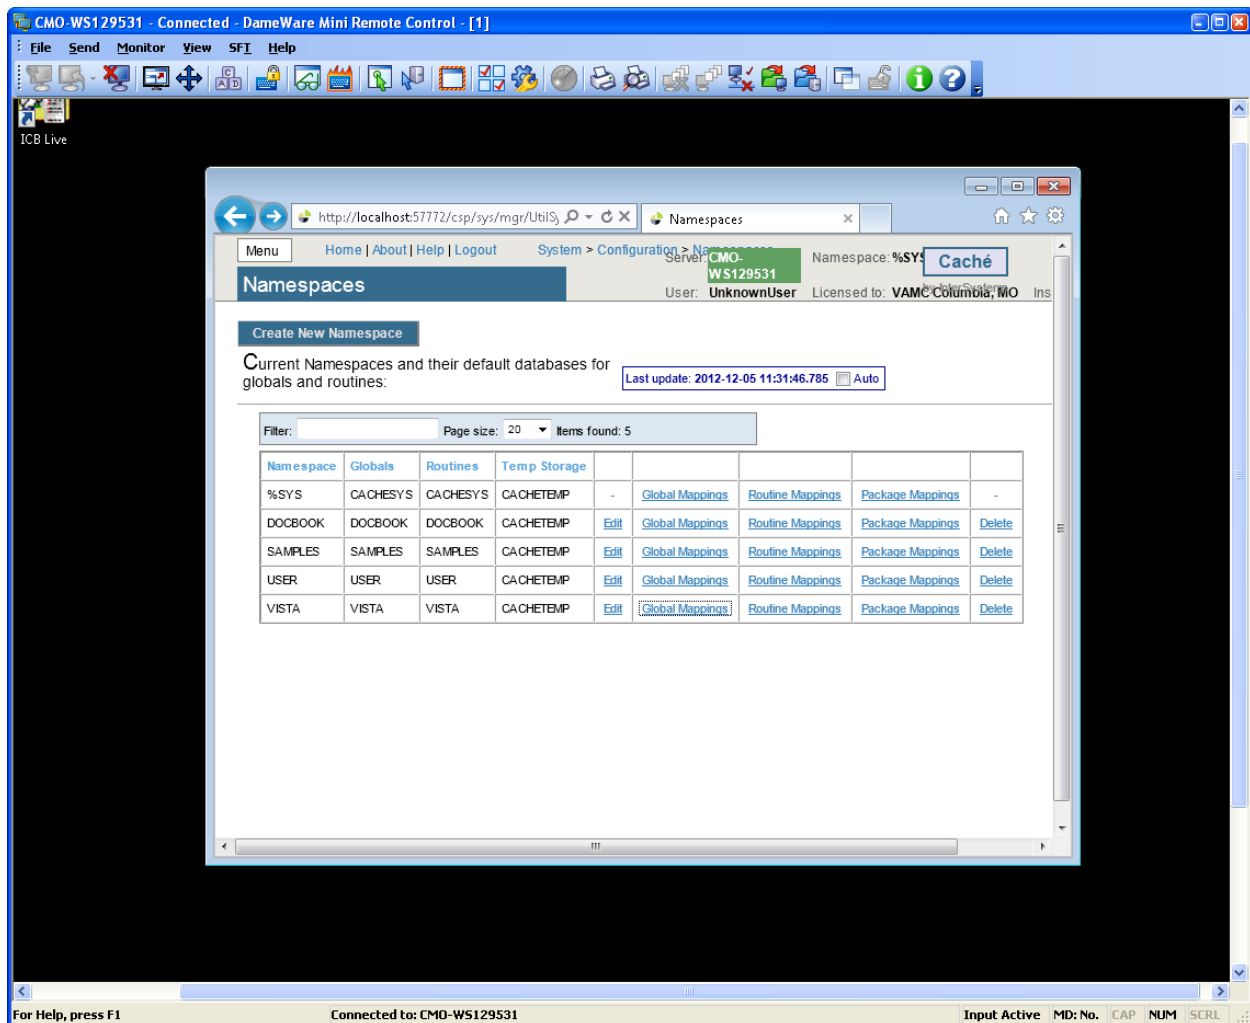 CMO-WS129531 - Connected - DameWare Mini Remote Control - [1]
File Send Monitor View SFT Help
ICB Live
http://localhost:57772/csp/sys/mgr/UtilSy
Namespaces
Menu Home | About | Help | Logout System > Configuration >
Server: CMO-WS129531 Namespace: %SYS Caché
by InterSystems
Namespaces
User: UnknownUser Licensed to: VAMC Columbia, MO Ins
Create New Namespace
Current Namespaces and their default databases for
globals and routines:
Last update: 2012-12-05 11:31:46.785 Auto
Filter: Page size: 20 Items found: 5
Namespace Globals Routines Temp Storage
%SYS CACHESYS CACHESYS CACHETEMP - Global Mappings Routine Mappings Package Mappings -
DOCBOOK DOCBOOK DOCBOOK CACHETEMP Edit Global Mappings Routine Mappings Package Mappings Delete
SAMPLES SAMPLES SAMPLES CACHETEMP Edit Global Mappings Routine Mappings Package Mappings Delete
USER USER USER CACHETEMP Edit Global Mappings Routine Mappings Package Mappings Delete
VISTA VISTA VISTA CACHETEMP Edit Global Mappings Routine Mappings Package Mappings Delete
For Help, press F1 Connected to: CMO-WS129531 Input Active MD: No. CAP NUM SCRL